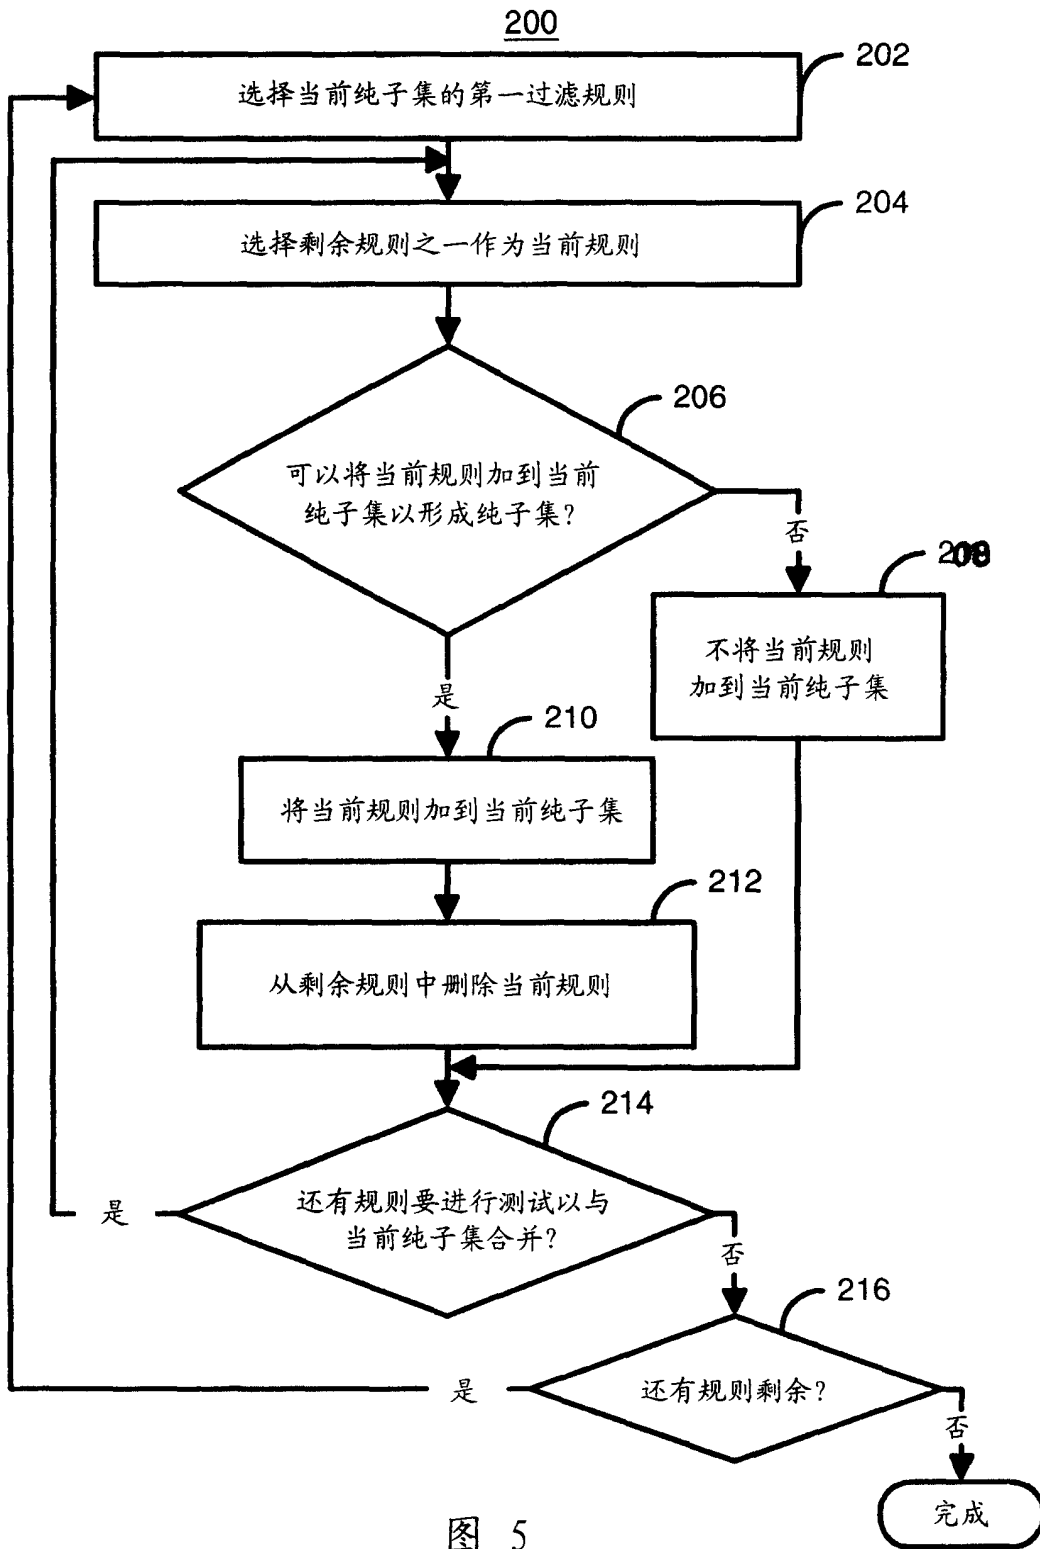 200
202
选择当前纯子集的第一过滤规则
204
选择剩余规则之一作为当前规则
206
可以将当前规则加到当前
纯子集以形成纯子集?
否
不将当前规则
加到当前纯子集
是
210
将当前规则加到当前纯子集
212
从剩余规则中删除当前规则
214
还有规则要进行测试以与
当前纯子集合并?
是
否
216
还有规则剩余?
是
否
完成
图 5